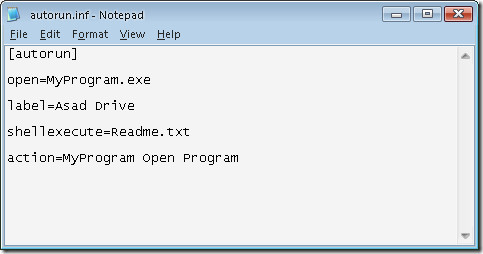 autorun.inf - Notepad
File Edit Format View Help
[autorun]
open=MyProgram.exe
label=Asad Drive
shellexecute=Readme.txt
action=MyProgram Open Program